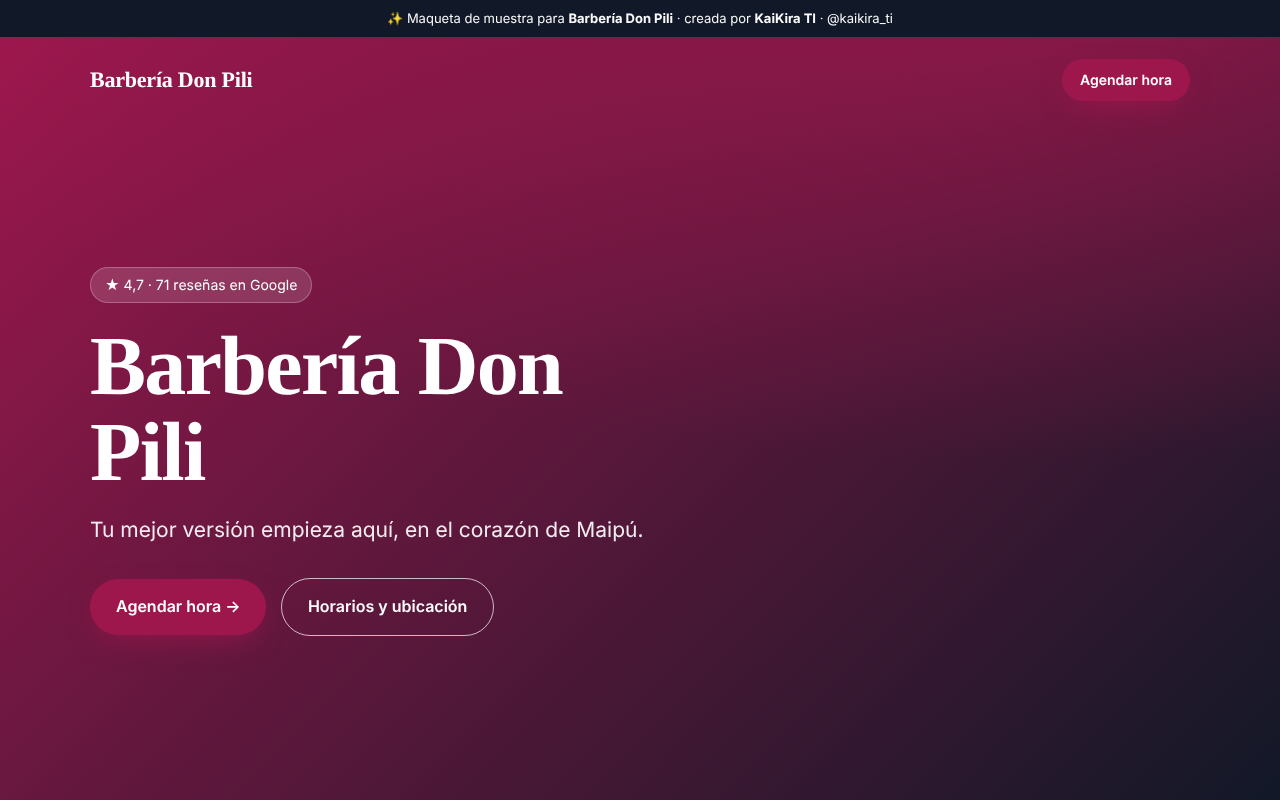 ✨ Maqueta de muestra para Barbería Don Pili · creada por KaiKira TI · @kaikira_ti
Barbería Don Pili
Agendar hora
★ 4,7 · 71 reseñas en Google
Barbería Don
Pili
Tu mejor versión empieza aquí, en el corazón de Maipú.
Agendar hora →
Horarios y ubicación